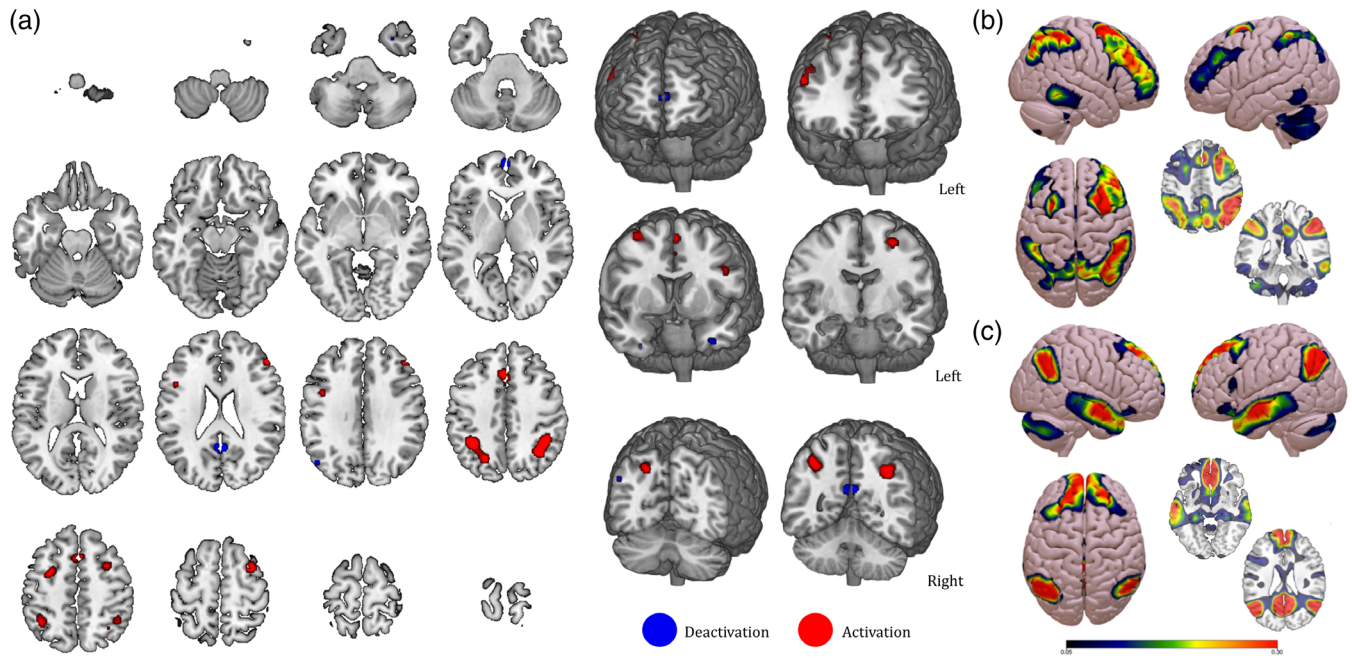 (a)
(b)
Left
Left
(c)
Right
Deactivation
Activation
0.05
0.30